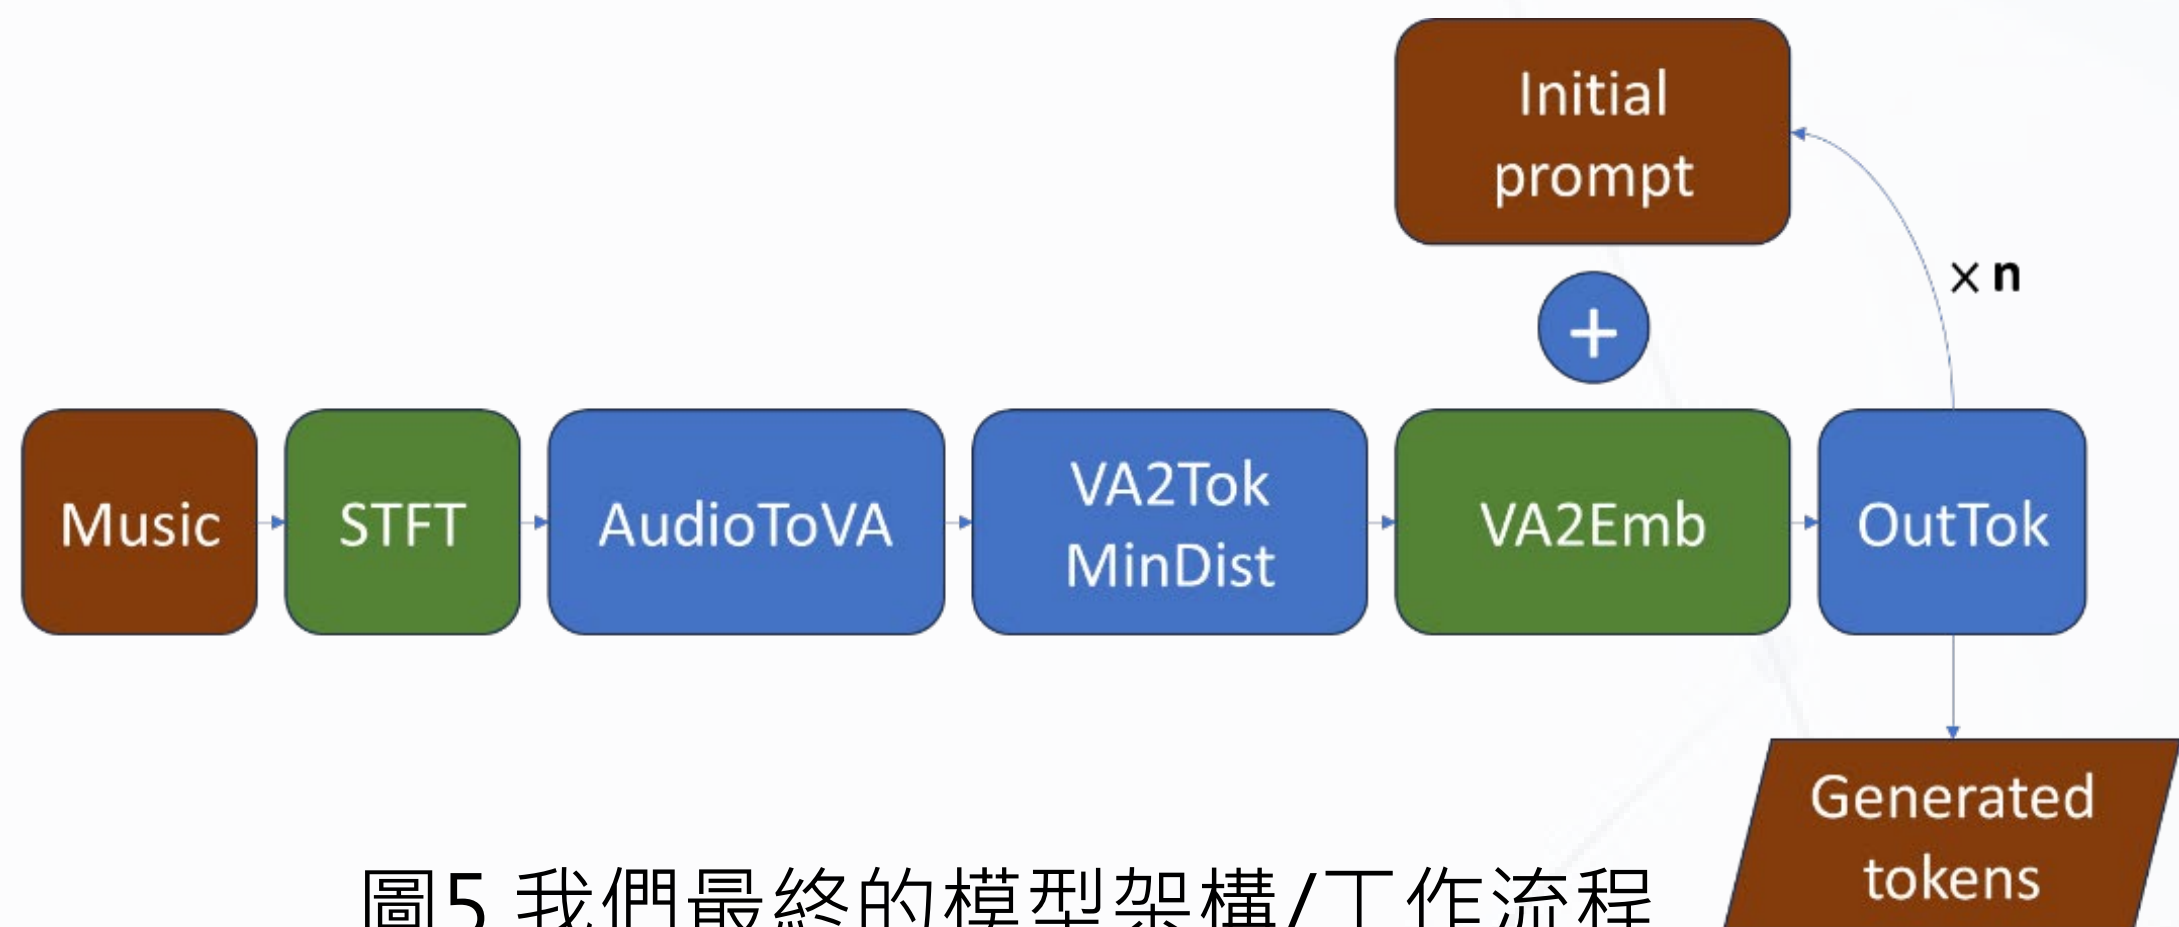 Initial
prompt
× n
+
Music
STFT
AudioToVA
VA2Tok
MinDist
VA2Emb
OutTok
Generated
tokens
圖5 我們最終的模型架構/工作流程